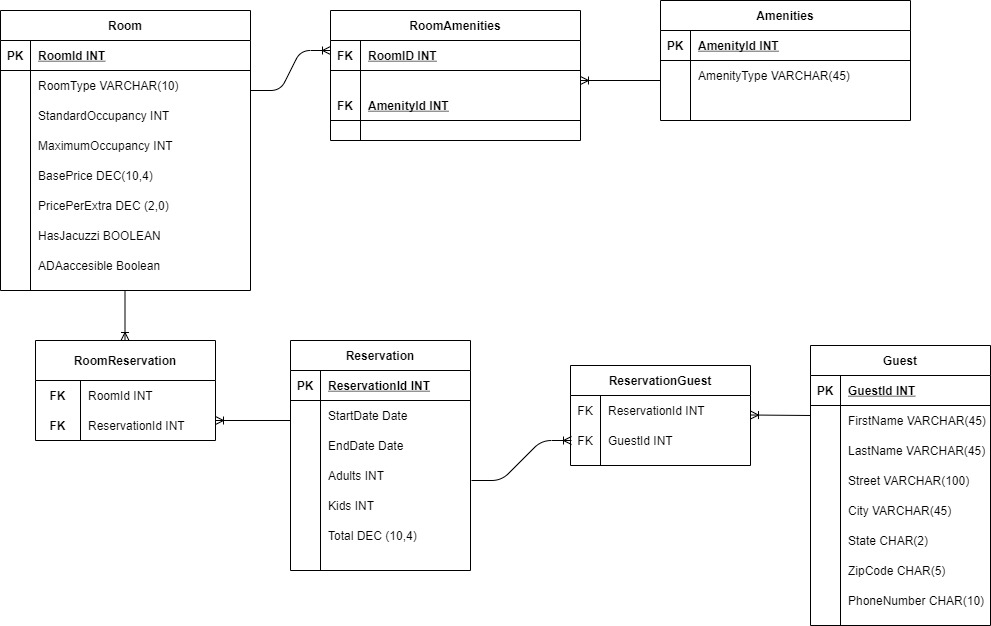 Room
PK RoomId INT
RoomType VARCHAR(10)
StandardOccupancy INT
MaximumOccupancy INT
BasePrice DEC(10,4)
PricePerExtra DEC (2,0)
HasJacuzzi BOOLEAN
ADAaccesible Boolean
RoomAmenities
FK RoomID INT
FK AmenityId INT
Amenities
PK AmenityId INT
AmenityType VARCHAR(45)
RoomReservation
FK RoomId INT
FK ReservationId INT
Reservation
PK ReservationId INT
StartDate Date
EndDate Date
Adults INT
Kids INT
Total DEC (10,4)
ReservationGuest
FK ReservationId INT
FK GuestId INT
Guest
PK GuestId INT
FirstName VARCHAR(45)
LastName VARCHAR(45)
Street VARCHAR(100)
City VARCHAR(45)
State CHAR(2)
ZipCode CHAR(5)
PhoneNumber CHAR(10)